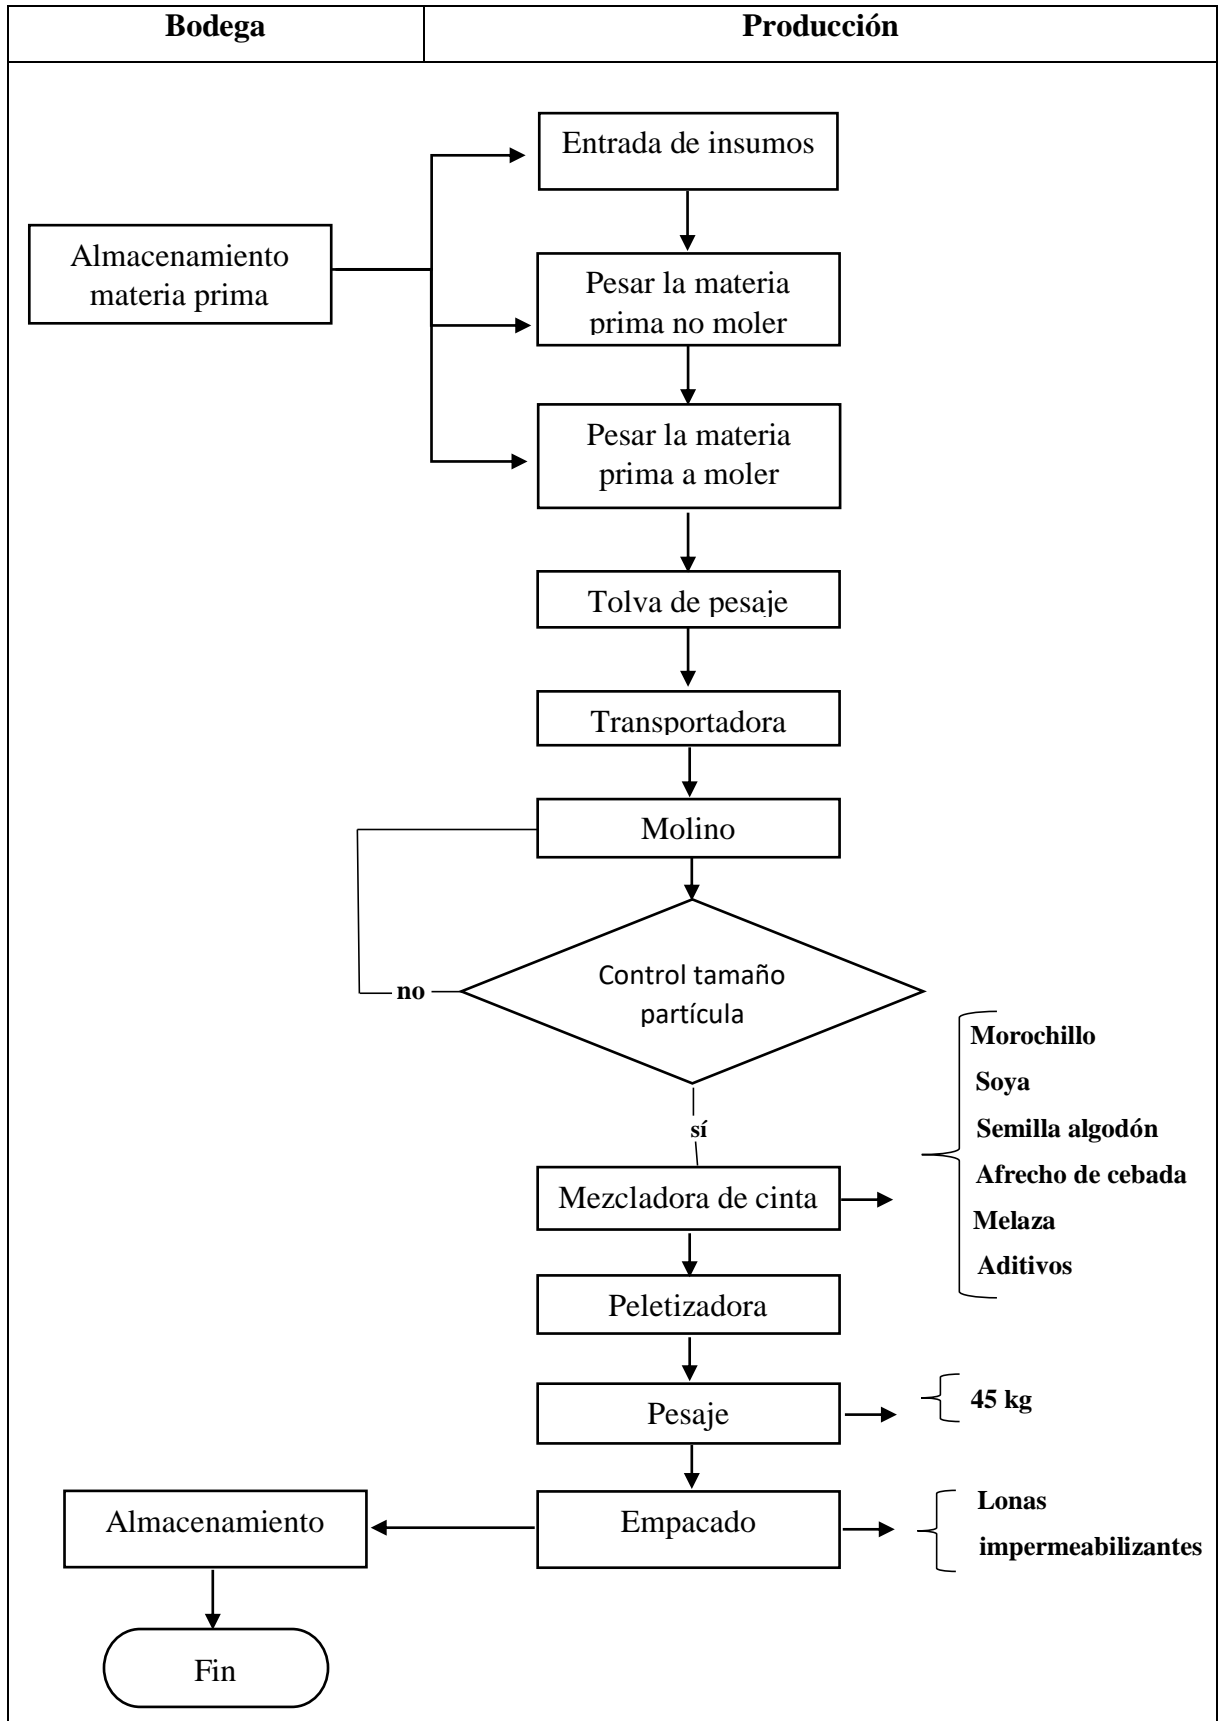 Bodega
Producción
Entrada de insumos
Almacenamiento
materia prima
Pesar la materia
prima no moler
Pesar la materia
prima a moler
Tolva de pesaje
Transportadora
Molino
Control tamaño
partícula
no
sí
Morochillo
Soya
Semilla algodón
Afrecho de cebada
Melaza
Aditivos
Mezcladora de cinta
Peletizadora
Pesaje
45 kg
Empacado
Lonas
impermeabilizantes
Almacenamiento
Fin